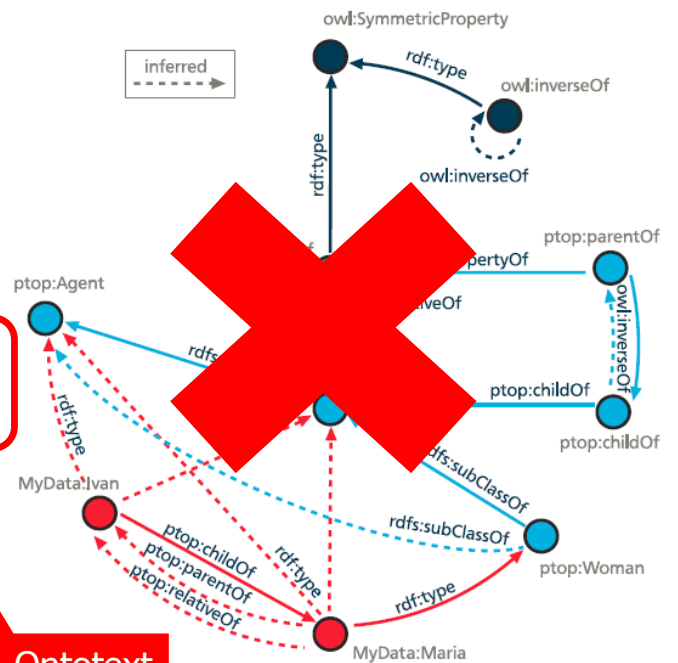 owl:SymmetricProperty
inferred
rdf:type
owl:inverseOf
rdf:type
owl:inverseOf
ptop:parentOf
ptop:Agent
owl:inverseOf
rdf:type
ptop:childOf
ptop:childOf
MyData:Ivan
rdfs:subClassOf
ptop:childOf
ptop:parentOf
ptop:relativeOf
rdf:type
rdf:type
ptop:Woman
MyData:Maria
Ontotext